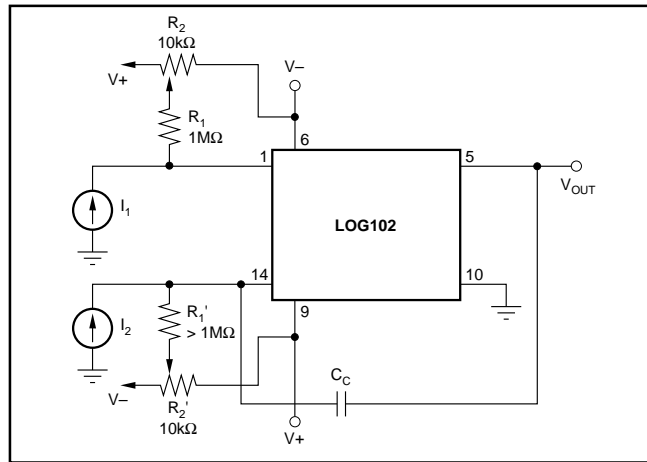 R2
10kΩ
V+
V–
R1
1MΩ
6
1
5
VOUT
I1
LOG102
14
10
R1'
> 1MΩ
9
I2
V–
R2'
10kΩ
CC
V+